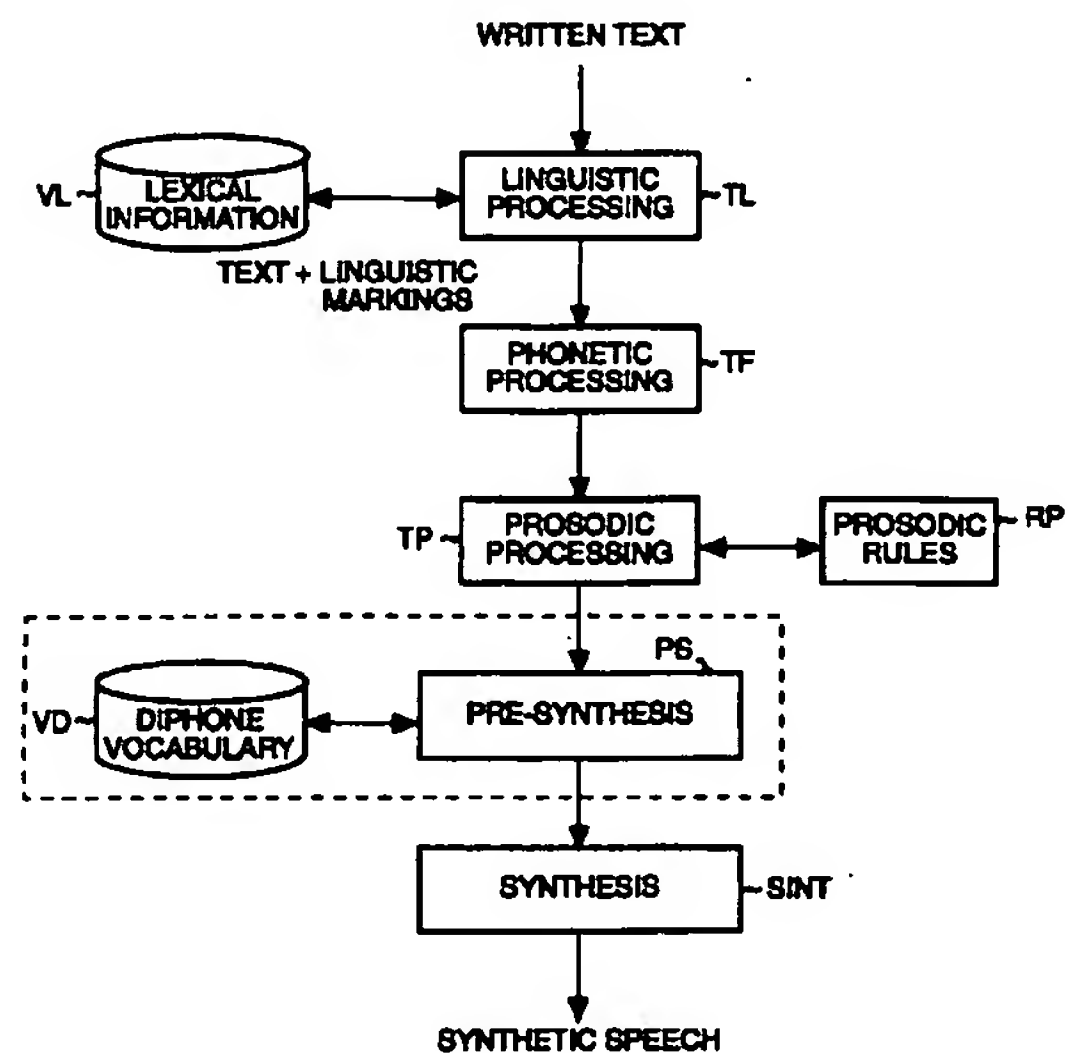 WRITTEN TEXT
VL
LEXICAL
INFORMATION
LINGUISTIC
PROCESSING
TL
TEXT + LINGUISTIC
MARKINGS
PHONETIC
PROCESSING
TF
TP
PROSODIC
PROCESSING
PROSODIC
RULES
RP
PS
VD
DIPHONE
VOCABULARY
PRE-SYNTHESIS
SYNTHESIS
SINT
SYNTHETIC SPEECH